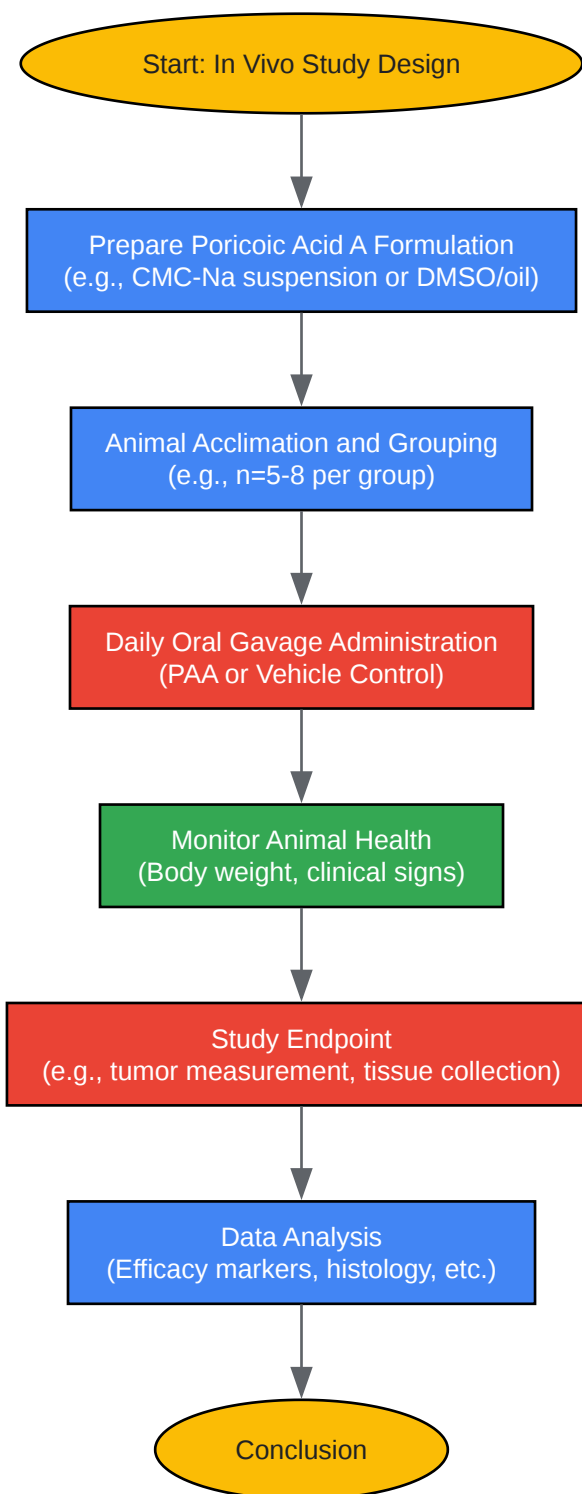 Start: In Vivo Study Design
Prepare Poricoic Acid A Formulation
(e.g., CMC-Na suspension or DMSO/oil)
Animal Acclimation and Grouping
(e.g., n=5-8 per group)
Daily Oral Gavage Administration
(PAA or Vehicle Control)
Monitor Animal Health
(Body weight, clinical signs)
Study Endpoint
(e.g., tumor measurement, tissue collection)
Data Analysis
(Efficacy markers, histology, etc.)
Conclusion